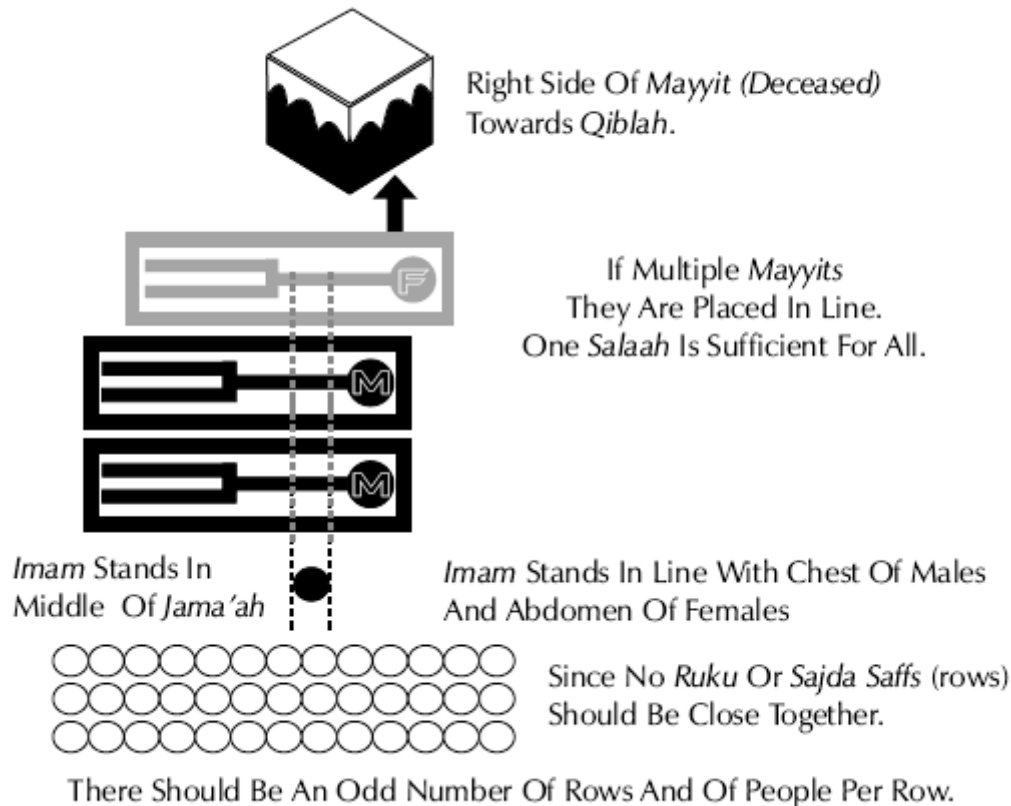 Right Side Of Mayyit (Deceased)
Towards Qiblah.
F
If Multiple Mayyits
They Are Placed In Line.
One Salaah Is Sufficient For All.
M
M
Imam Stands In
Middle Of Jama'ah
Imam Stands In Line With Chest Of Males
And Abdomen Of Females
Since No Ruku Or Sajda Saffs (rows)
Should Be Close Together.
There Should Be An Odd Number Of Rows And Of People Per Row.